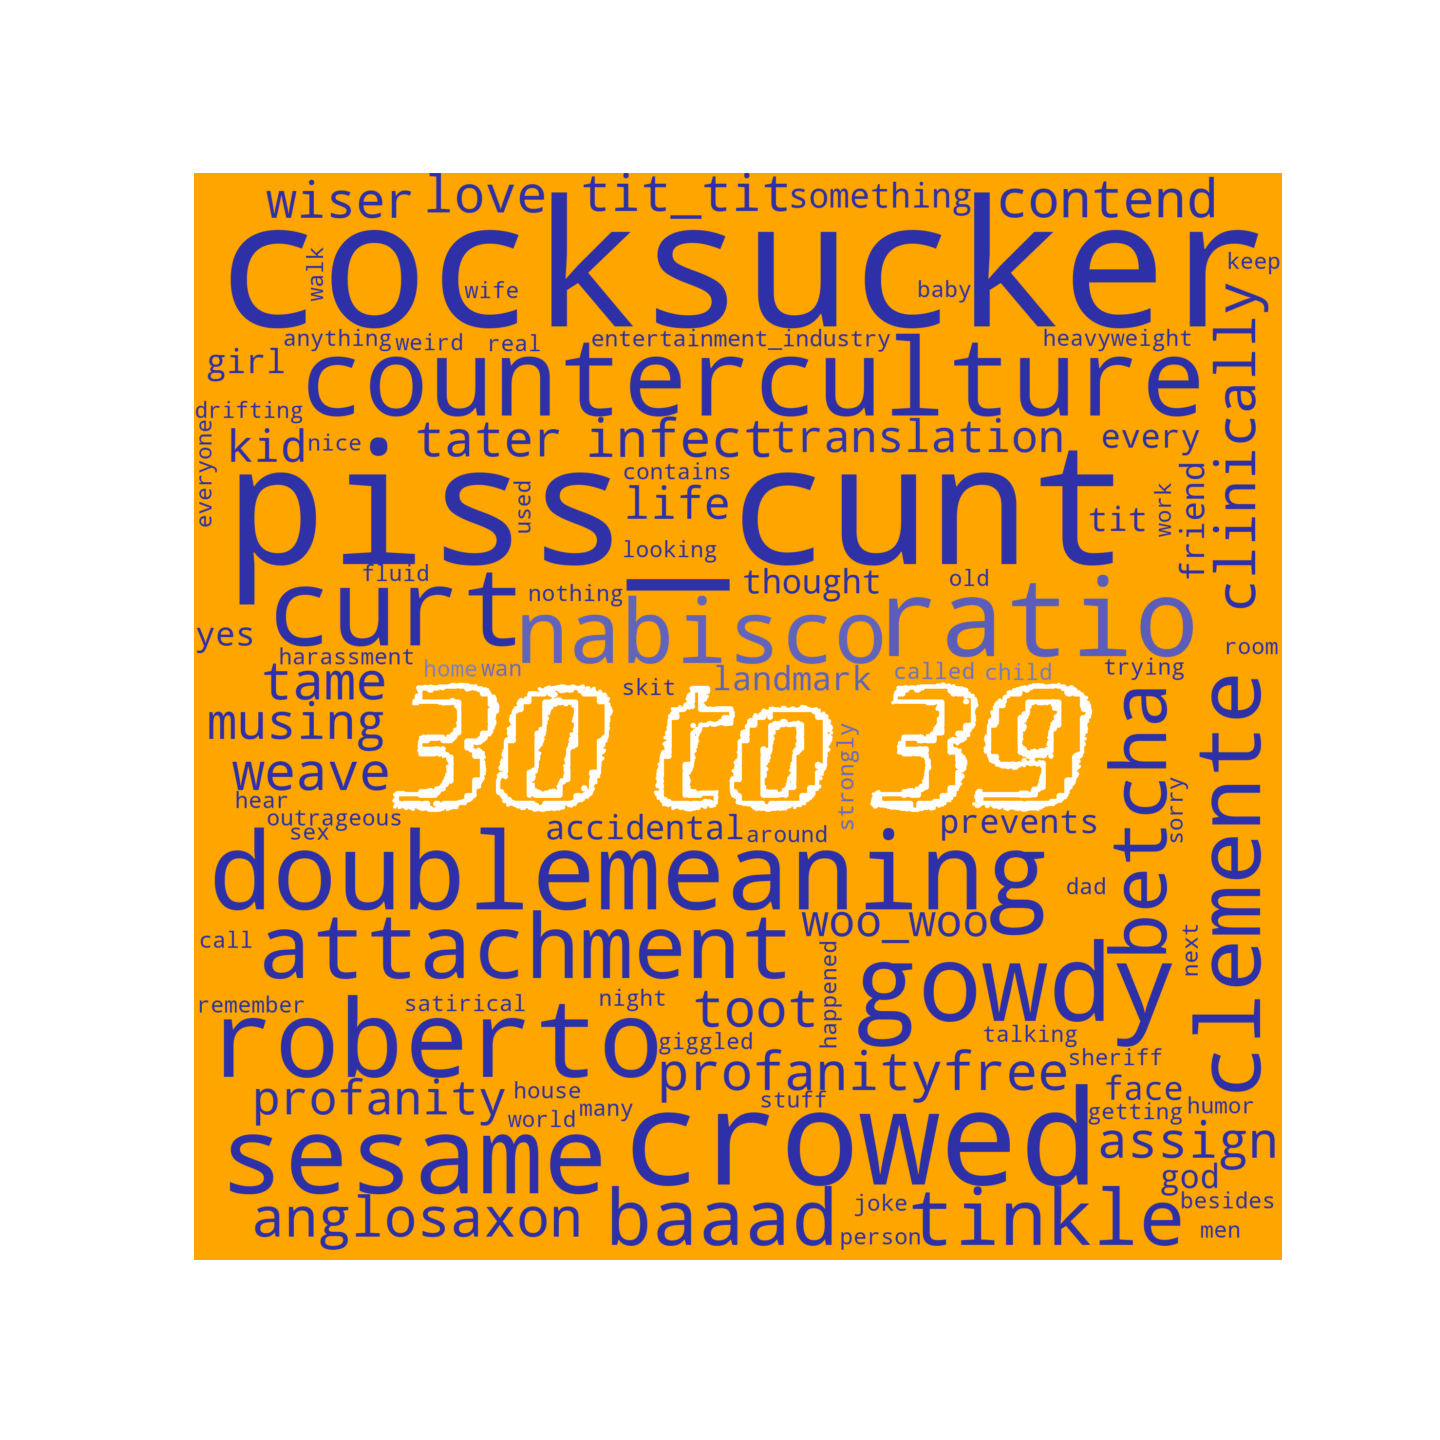 wiser love tit_tit something contend
cocksucker
walk wife baby keep
anything weird real entertainment_industry heavyweight
girl counterculture clinically
drifting
kid nice tater infect translation every
everyone piss_cunt
contains used life tit work friend
looking
fluid nothing thought old
yes curt nabisco ratio
harassment home wan called child trying room
tame skit landmark
30 to 39
musing betcha clemente
weave strongly
hear
outrageous accidental prevents sorry
sex around
doublemeaning dad
call attachment woo_woo next
gowdy
remember satirical night toot happened
roberto giggled talking
profanity house profanityfree sheriff
world many stuff face
getting humor
sesame crowed assign
god
anglosaxon baaad joke tinkle besides
person men